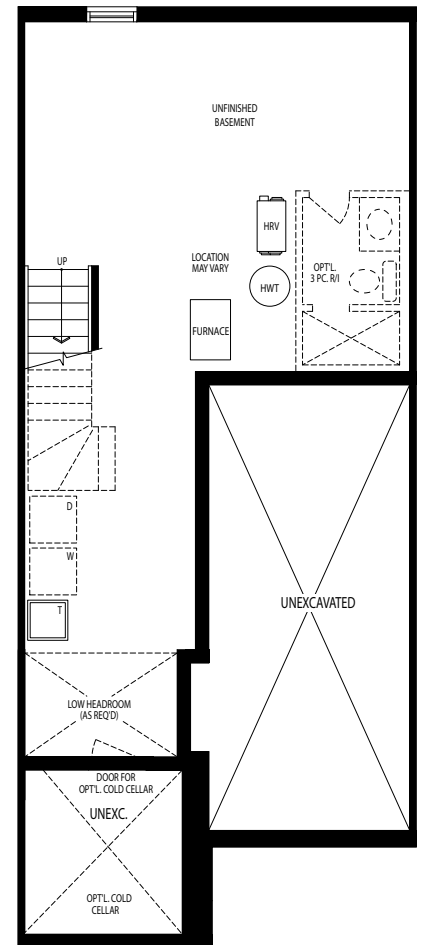 UNFINISHED
BASEMENT
HRV
UP
LOCATION
MAY VARY
OPT'L.
3 PC. R/I
HWT
FURNACE
D
W
T
UNEXCAVATED
LOW HEADROOM
(AS REQ'D)
DOOR FOR
OPT'L. COLD CELLAR
UNEXC.
OPT'L. COLD
CELLAR